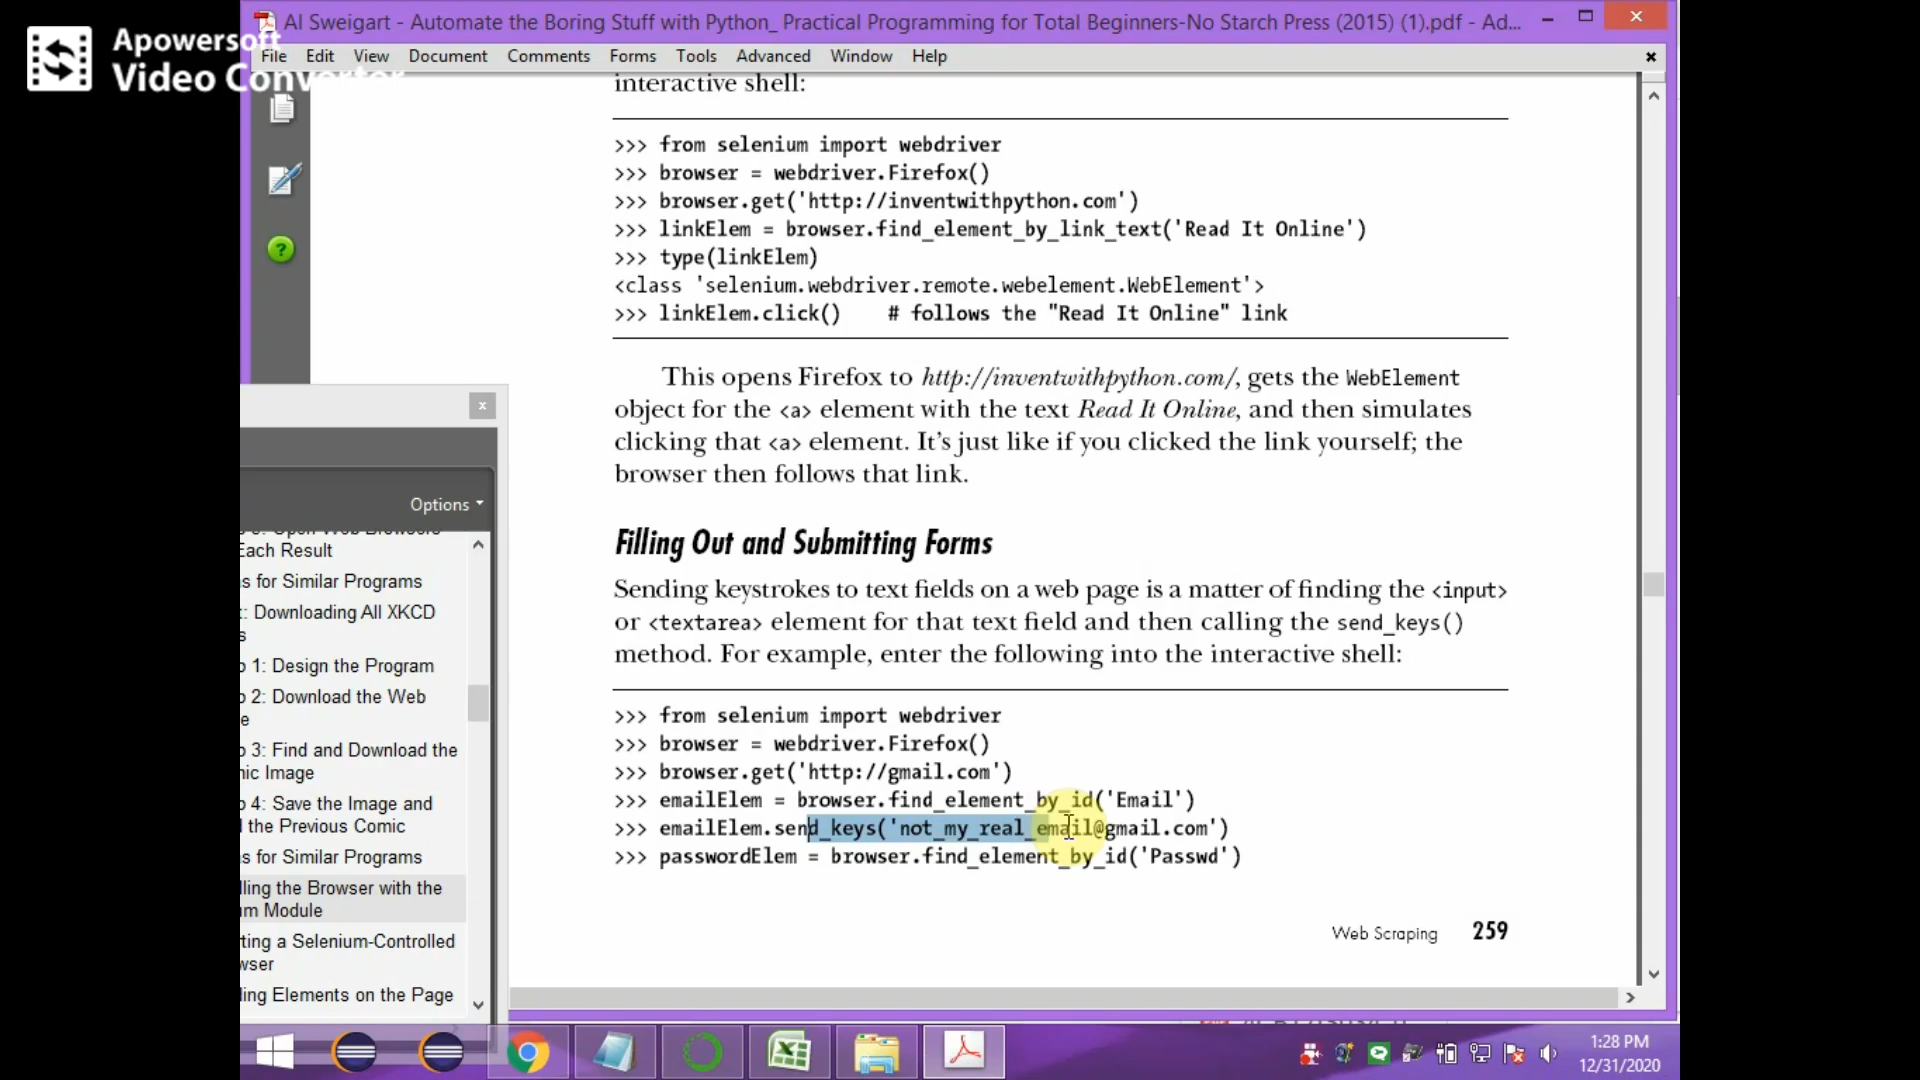 Apowersoft
Video Converter
Al Sweigart - Automate the Boring Stuff with Python_ Practical Programming for Total Beginners-No Starch Press (2015) (1).pdf - Ad...
File Edit View Document Comments Forms Tools Advanced Window Help
interactive shell:
>>> from selenium import webdriver
>>> browser = webdriver.Firefox()
>>> browser.get('http://inventwithpython.com')
>>> linkElem = browser.find_element_by_link_text('Read It Online')
>>> type(linkElem)
<class 'selenium.webdriver.remote.webelement.WebElement'>
>>> linkElem.click() # follows the "Read It Online" link
This opens Firefox to http://inventwithpython.com/, gets the WebElement
object for the <a> element with the text Read It Online, and then simulates
clicking that <a> element. It's just like if you clicked the link yourself; the
browser then follows that link.
Filling Out and Submitting Forms
Sending keystrokes to text fields on a web page is a matter of finding the <input>
or <textarea> element for that text field and then calling the send_keys()
method. For example, enter the following into the interactive shell:
>>> from selenium import webdriver
>>> browser = webdriver.Firefox()
>>> browser.get('http://gmail.com')
>>> emailElem = browser.find_element_by_id('Email')
>>> emailElem.send_keys('not_my_real_email@gmail.com')
>>> passwordElem = browser.find_element_by_id('Passwd')
Web Scraping 259
Options
Each Result
s for Similar Programs
: Downloading All XKCD
s
p 1: Design the Program
p 2: Download the Web
e
p 3: Find and Download the
nic Image
p 4: Save the Image and
d the Previous Comic
s for Similar Programs
lling the Browser with the
m Module
rting a Selenium-Controlled
wser
ding Elements on the Page
1:28 PM
12/31/2020